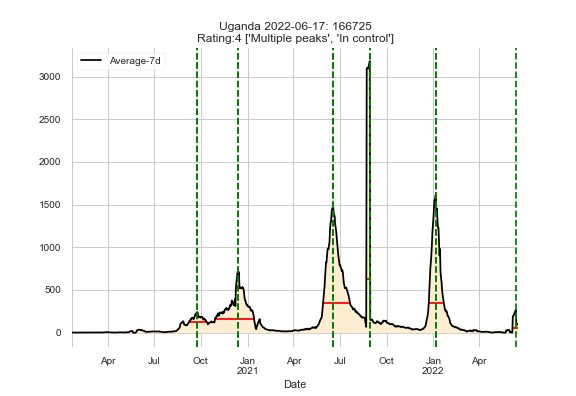 Uganda 2022-06-17: 166725
Rating:4 ['Multiple peaks', 'In control']
Average-7d
3000
2500
2000
1500
1000
500
0
Apr Jul Oct Jan Apr Jul Oct Jan Apr
2021 2022
Date